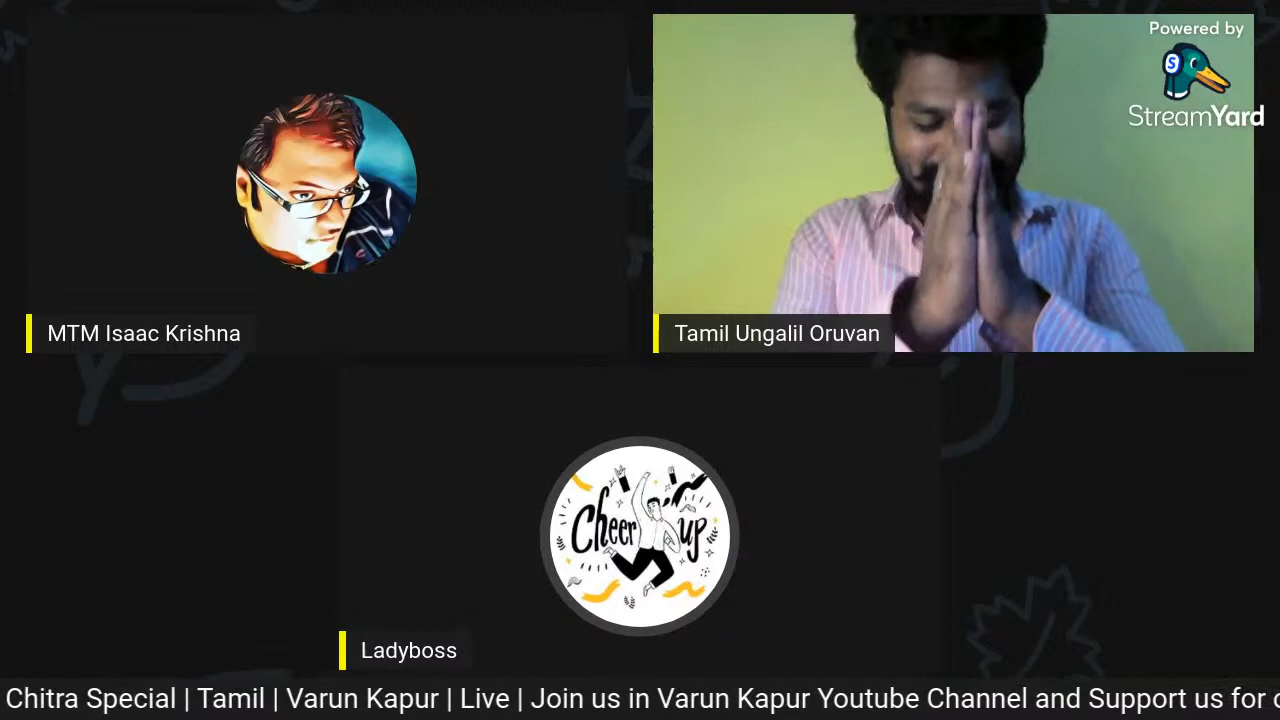 Powered by
S
StreamYard
MTM Isaac Krishna
Tamil Ungalil Oruvan
Cheer up
Ladyboss
Chitra Special | Tamil | Varun Kapur | Live | Join us in Varun Kapur Youtube Channel and Support us for